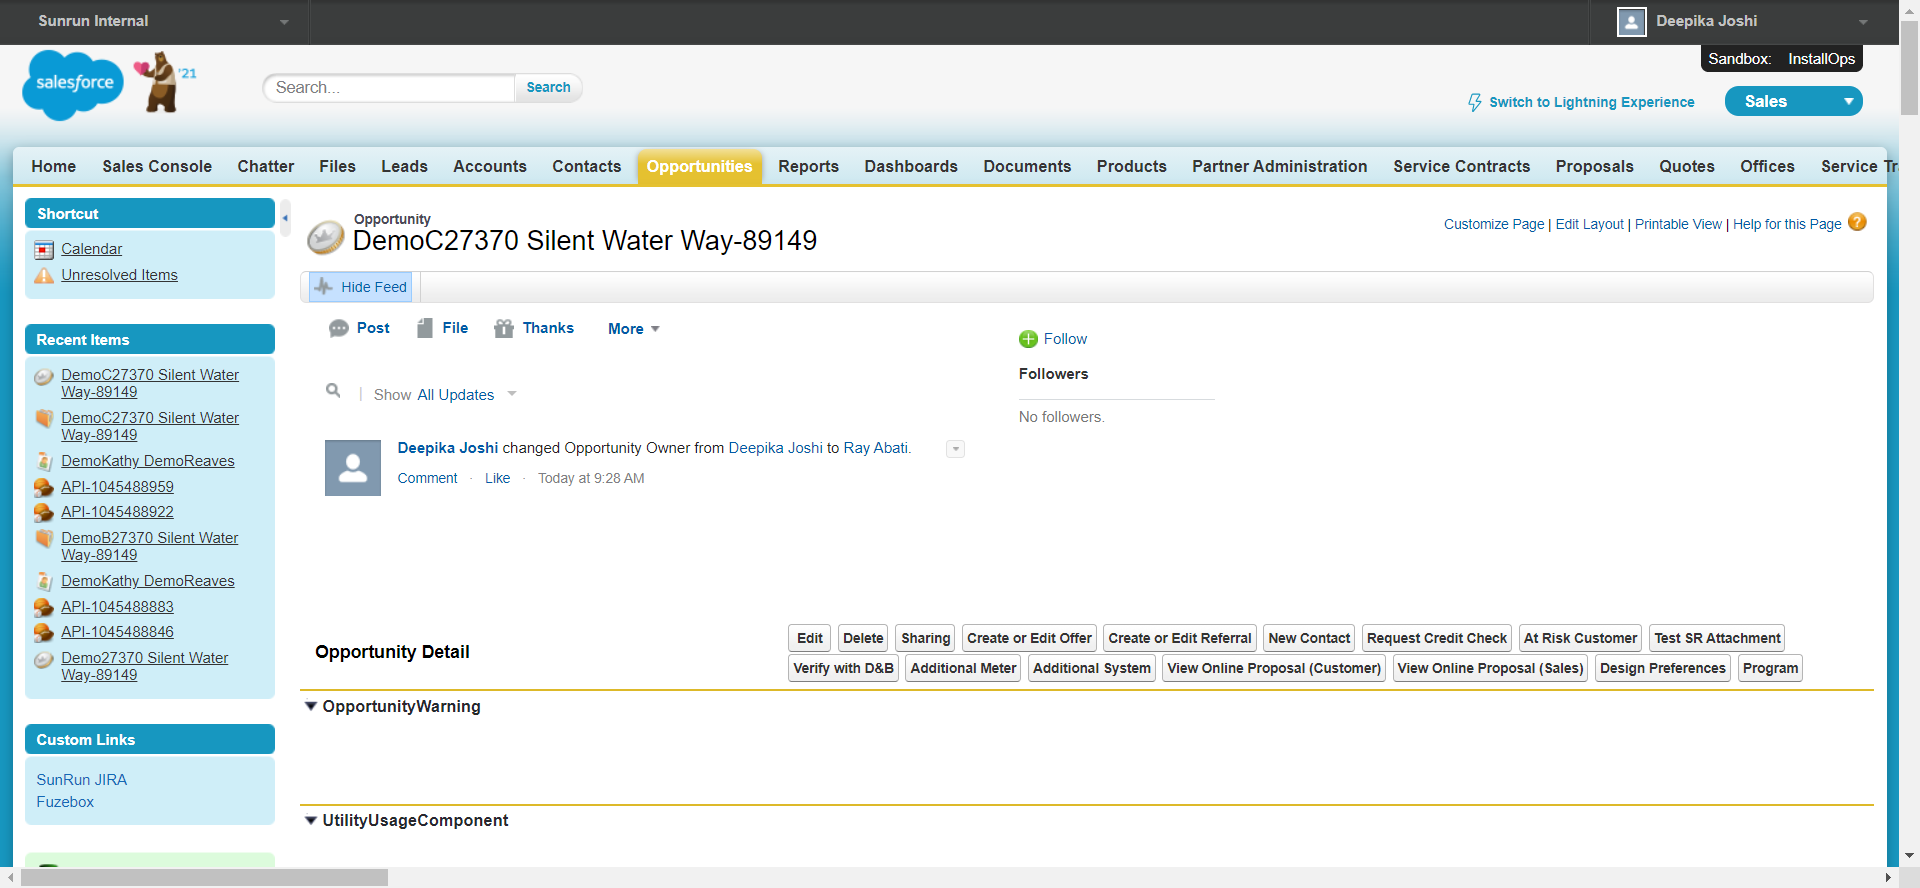 Sunrun Internal
Deepika Joshi
Sandbox: InstallOps
salesforce
'21
Search...
Search
Switch to Lightning Experience
Sales
Home Sales Console Chatter Files Leads Accounts Contacts Opportunities Reports Dashboards Documents Products Partner Administration Service Contracts Proposals Quotes Offices Service Tr
Shortcut
Calendar
Unresolved Items
Recent Items
DemoC27370 Silent Water
Way-89149
DemoC27370 Silent Water
Way-89149
DemoKathy DemoReaves
API-1045488959
API-1045488922
DemoB27370 Silent Water
Way-89149
DemoKathy DemoReaves
API-1045488883
API-1045488846
Demo27370 Silent Water
Way-89149
Custom Links
SunRun JIRA
Fuzebox
Opportunity
DemoC27370 Silent Water Way-89149
Customize Page | Edit Layout | Printable View | Help for this Page ?
Hide Feed
Post File Thanks More
Show All Updates
Deepika Joshi changed Opportunity Owner from Deepika Joshi to Ray Abati.
Comment · Like · Today at 9:28 AM
Follow
Followers
No followers.
Opportunity Detail
Edit Delete Sharing Create or Edit Offer Create or Edit Referral New Contact Request Credit Check At Risk Customer Test SR Attachment
Verify with D&B Additional Meter Additional System View Online Proposal (Customer) View Online Proposal (Sales) Design Preferences Program
OpportunityWarning
UtilityUsageComponent